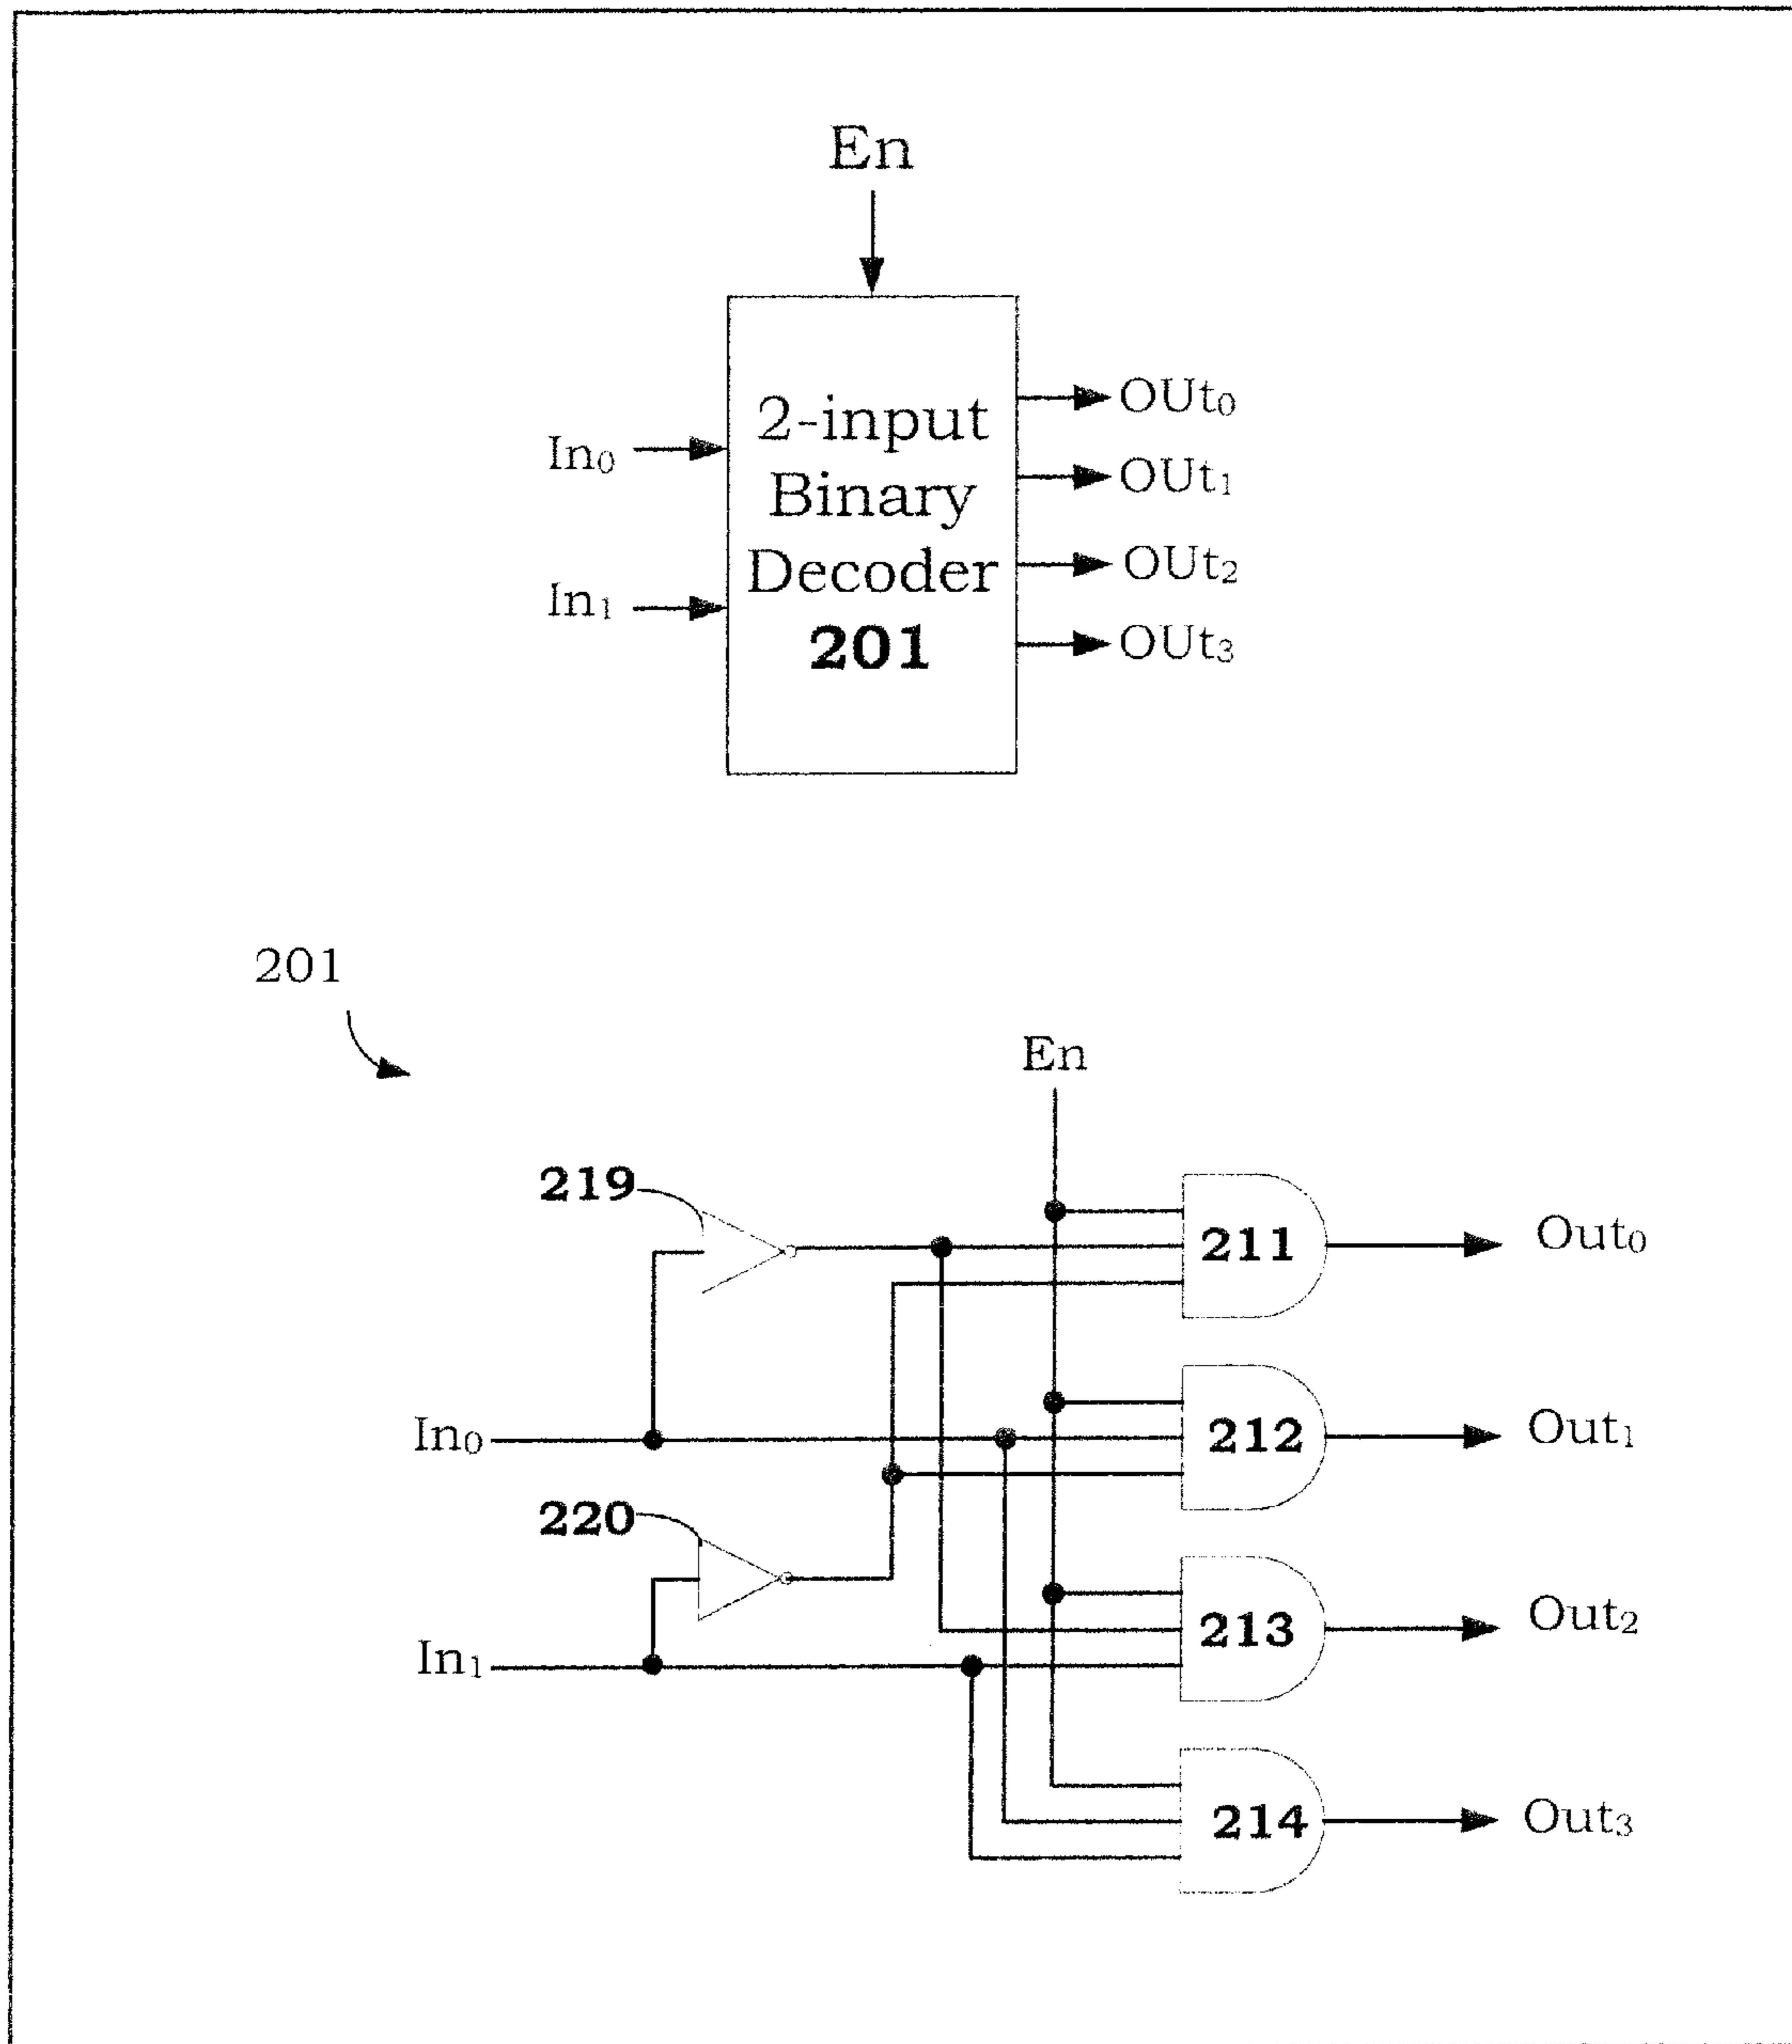 En
2-input
Binary
Decoder
201
In0
In1
OUt0
OUt1
OUt2
OUt3
201
En
219
211
Out0
In0
212
Out1
220
213
Out2
In1
214
Out3